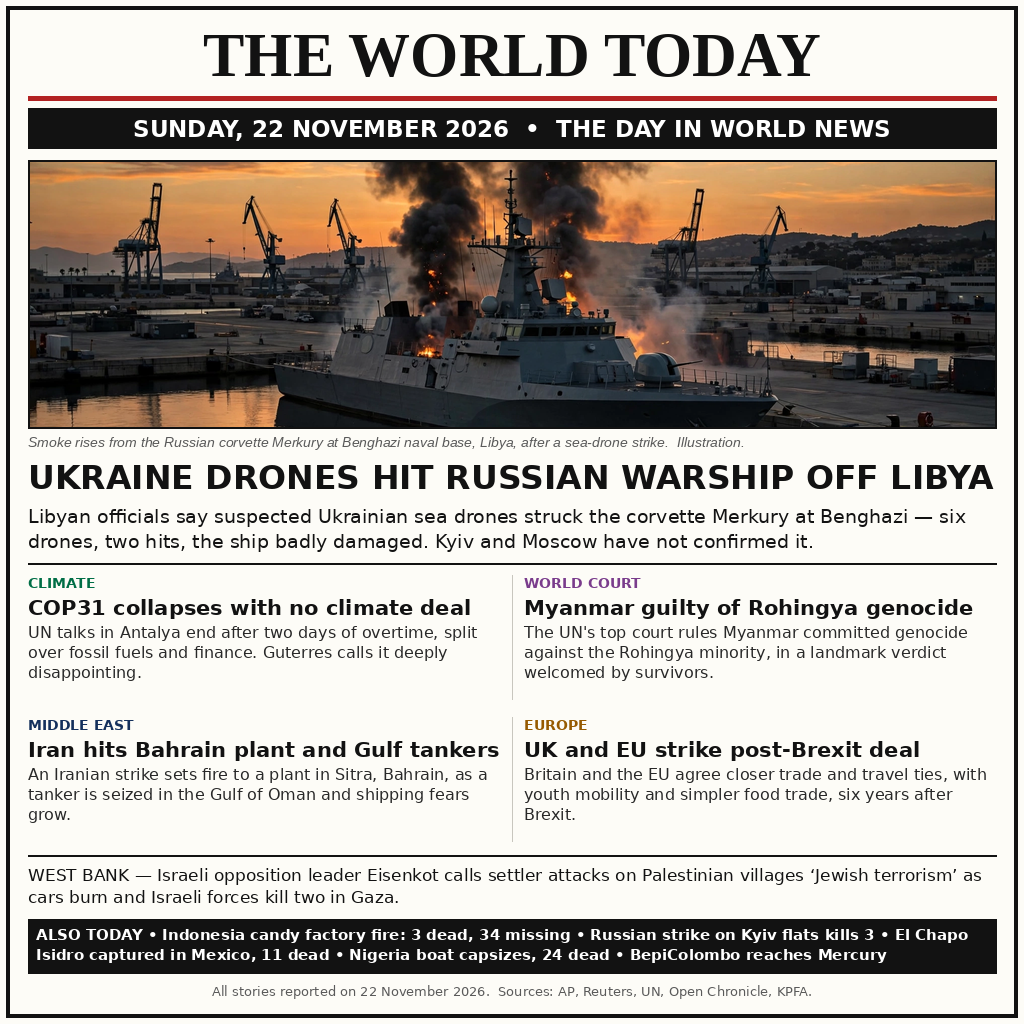 THE WORLD TODAY
SUNDAY, 22 NOVEMBER 2026 • THE DAY IN WORLD NEWS
Smoke rises from the Russian corvette Merkury at Benghazi naval base, Libya, after a sea-drone strike. Illustration.
UKRAINE DRONES HIT RUSSIAN WARSHIP OFF LIBYA
Libyan officials say suspected Ukrainian sea drones struck the corvette Merkury at Benghazi — six
drones, two hits, the ship badly damaged. Kyiv and Moscow have not confirmed it.
CLIMATE
COP31 collapses with no climate deal
UN talks in Antalya end after two days of overtime, split
over fossil fuels and finance. Guterres calls it deeply
disappointing.
WORLD COURT
Myanmar guilty of Rohingya genocide
The UN's top court rules Myanmar committed genocide
against the Rohingya minority, in a landmark verdict
welcomed by survivors.
MIDDLE EAST
Iran hits Bahrain plant and Gulf tankers
An Iranian strike sets fire to a plant in Sitra, Bahrain, as a
tanker is seized in the Gulf of Oman and shipping fears
grow.
EUROPE
UK and EU strike post-Brexit deal
Britain and the EU agree closer trade and travel ties, with
youth mobility and simpler food trade, six years after
Brexit.
WEST BANK — Israeli opposition leader Eisenkot calls settler attacks on Palestinian villages ‘Jewish terrorism’ as
cars burn and Israeli forces kill two in Gaza.
ALSO TODAY • Indonesia candy factory fire: 3 dead, 34 missing • Russian strike on Kyiv flats kills 3 • El Chapo
Isidro captured in Mexico, 11 dead • Nigeria boat capsizes, 24 dead • BepiColombo reaches Mercury
All stories reported on 22 November 2026. Sources: AP, Reuters, UN, Open Chronicle, KPFA.